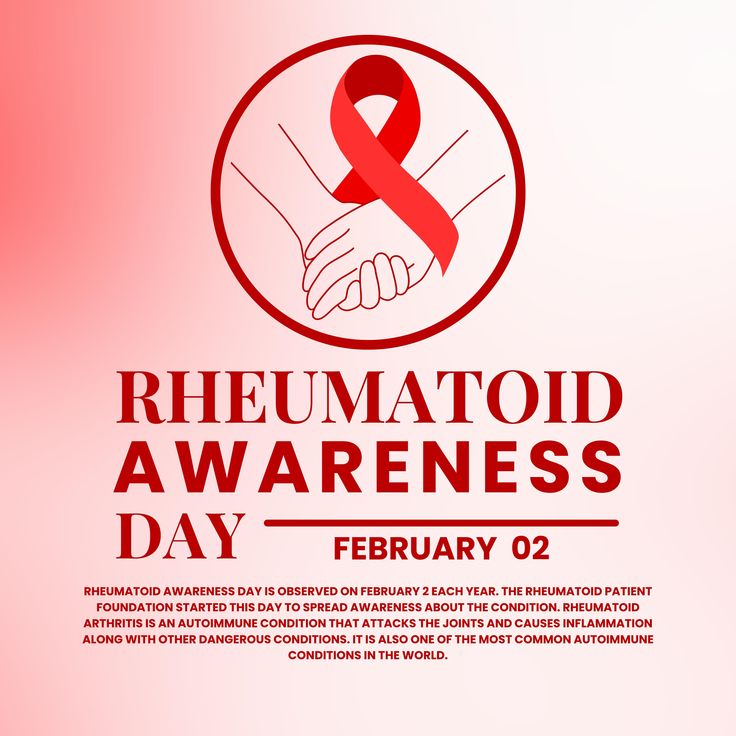 RHEUMATOID
AWARENESS
DAY
FEBRUARY 02
RHEUMATOID AWARENESS DAY IS OBSERVED ON FEBRUARY 2 EACH YEAR. THE RHEUMATOID PATIENT
FOUNDATION STARTED THIS DAY TO SPREAD AWARENESS ABOUT THE CONDITION. RHEUMATOID
ARTHRITIS IS AN AUTOIMMUNE CONDITION THAT ATTACKS THE JOINTS AND CAUSES INFLAMMATION
ALONG WITH OTHER DANGEROUS CONDITIONS. IT IS ALSO ONE OF THE MOST COMMON AUTOIMMUNE
CONDITIONS IN THE WORLD.